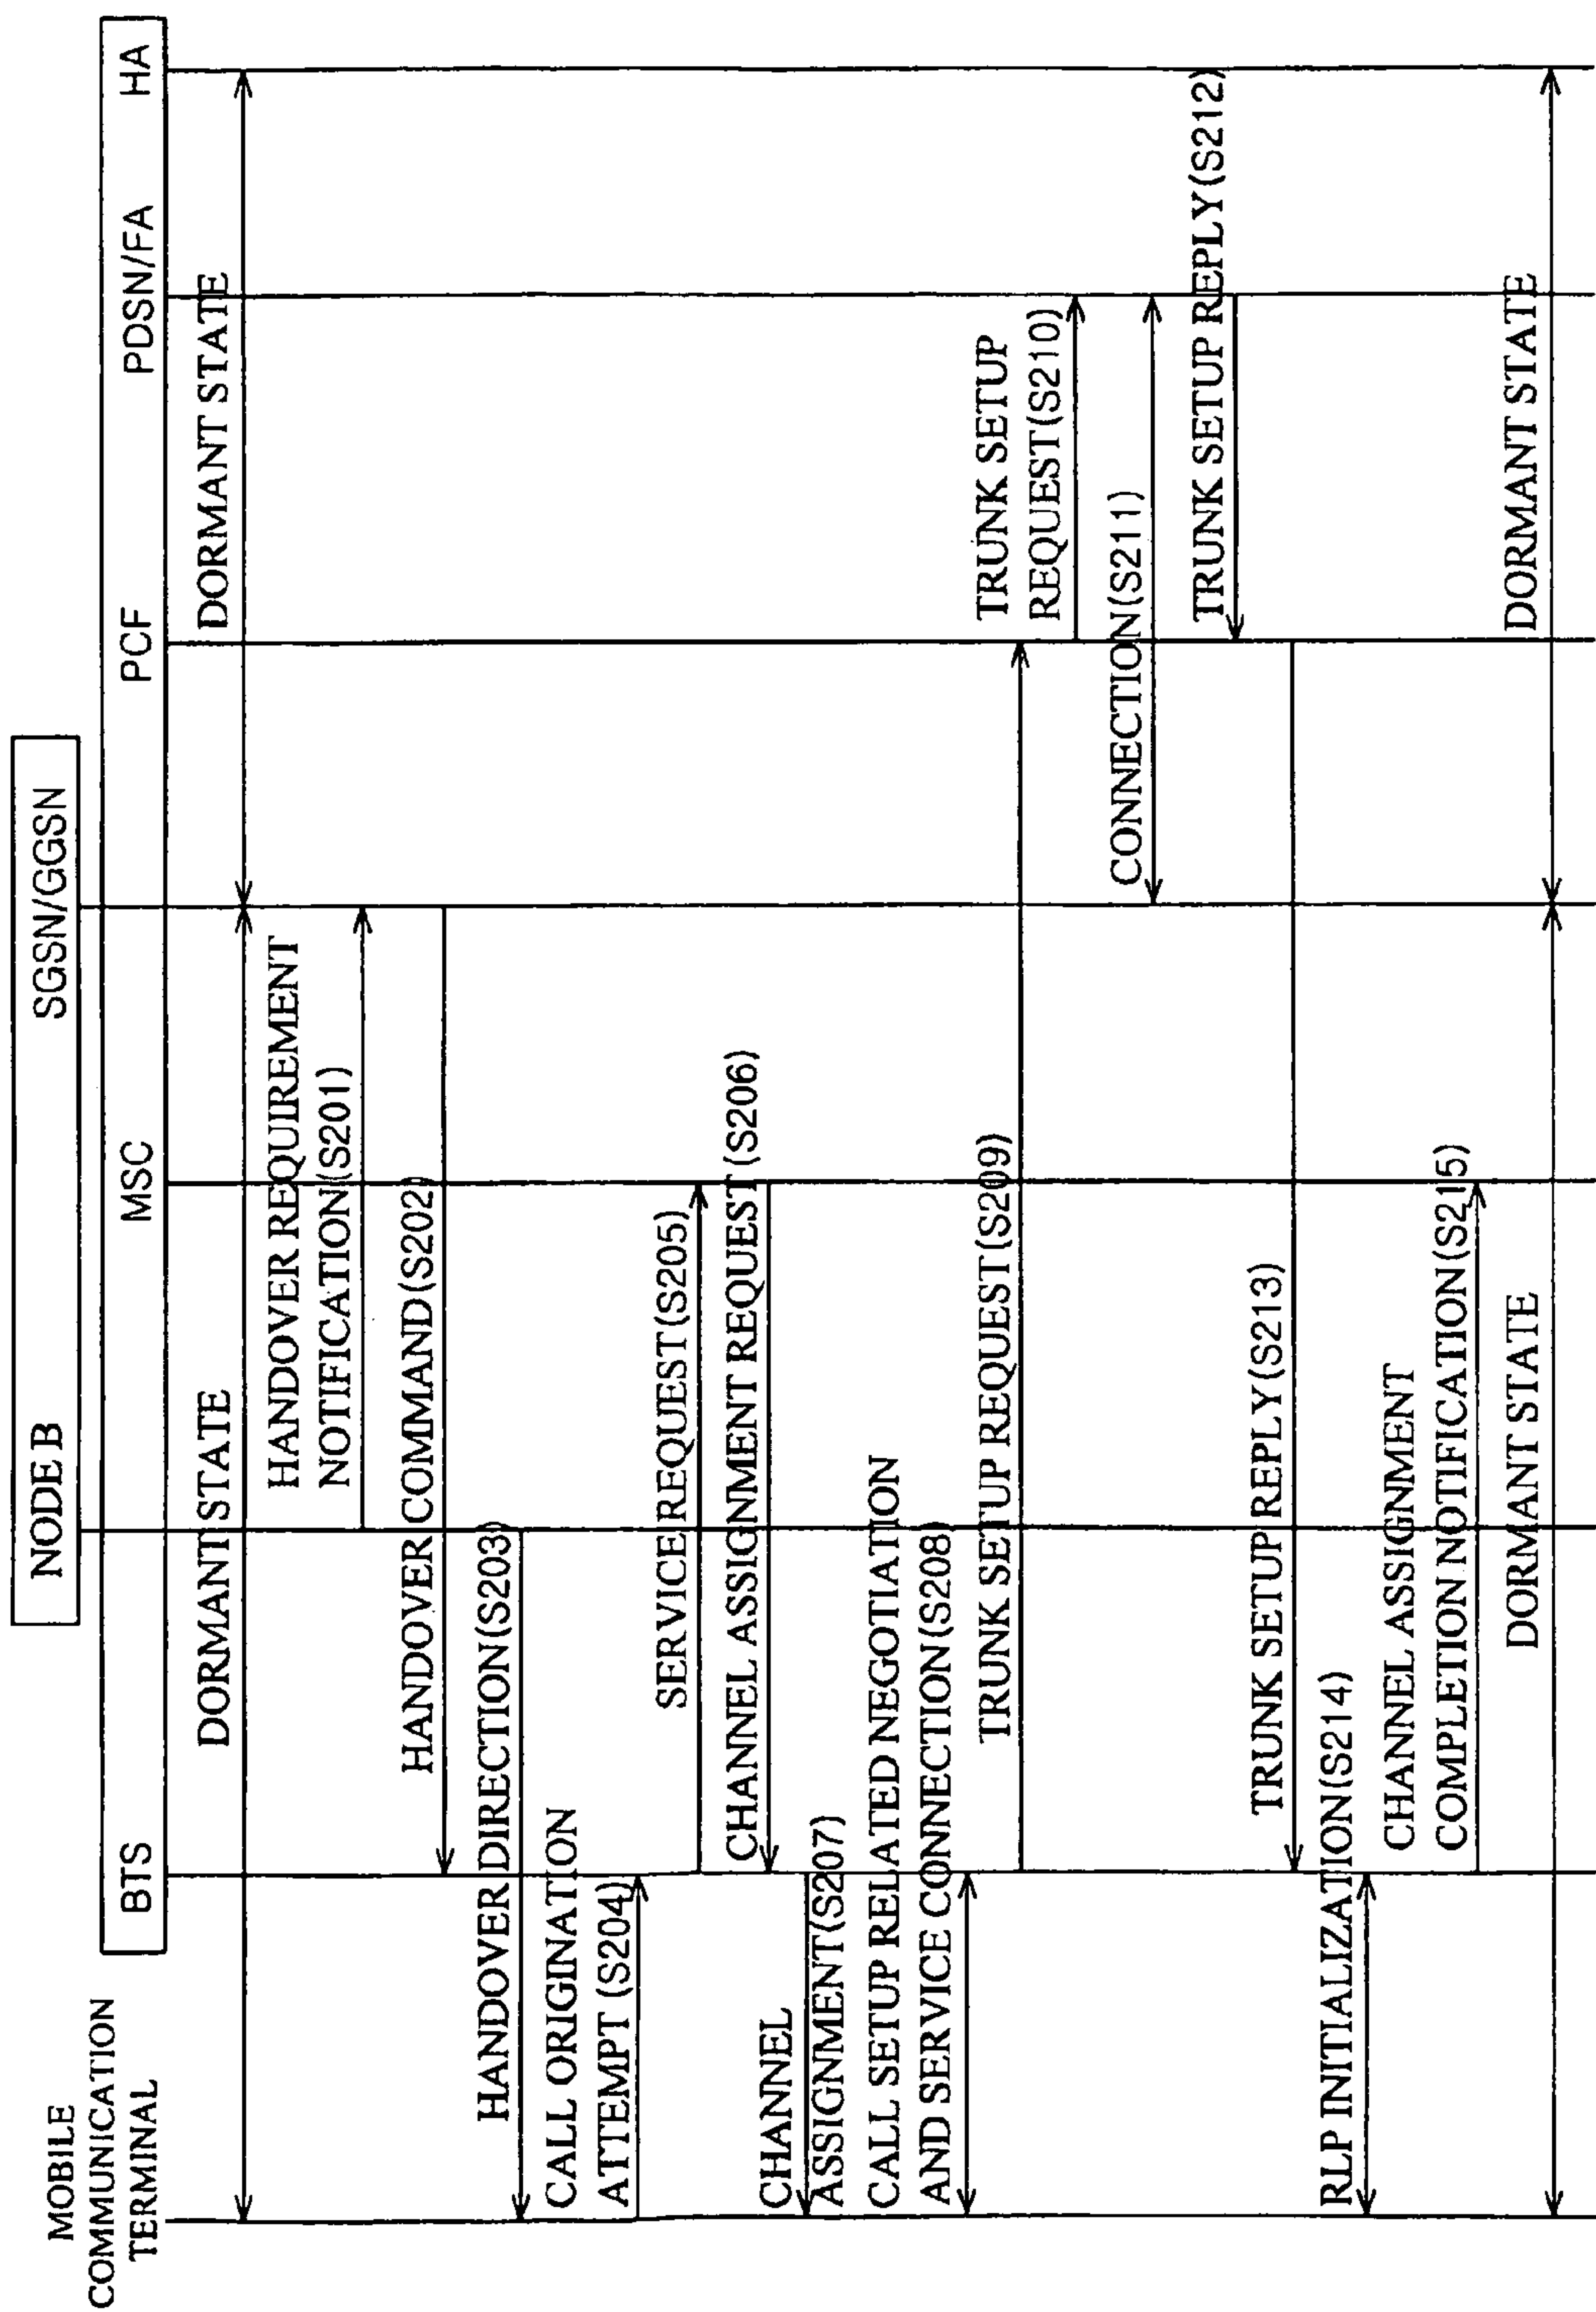 NODE B
SGSN/GGSN
MOBILE
COMMUNICATION
TERMINAL
BTS
MSC
PCF
PDSN/FA
HA
DORMANT STATE
DORMANT STATE
HANDOVER REQUIREMENT
NOTIFICATION(S201)
HANDOVER COMMAND(S202)
HANDOVER DIRECTION(S203)
CALL ORIGINATION
ATTEMPT (S204)
SERVICE REQUEST(S205)
CHANNEL ASSIGNMENT REQUEST(S206)
CHANNEL
ASSIGNMENT(S207)
CALL SETUP RELATED NEGOTIATION
AND SERVICE CONNECTION(S208)
TRUNK SETUP REQUEST(S209)
TRUNK SETUP
REQUEST(S210)
CONNECTION(S211)
TRUNK SETUP REPLY(S212)
TRUNK SETUP REPLY(S213)
RLP INITIALIZATION(S214)
CHANNEL ASSIGNMENT
COMPLETION NOTIFICATION(S215)
DORMANT STATE
DORMANT STATE